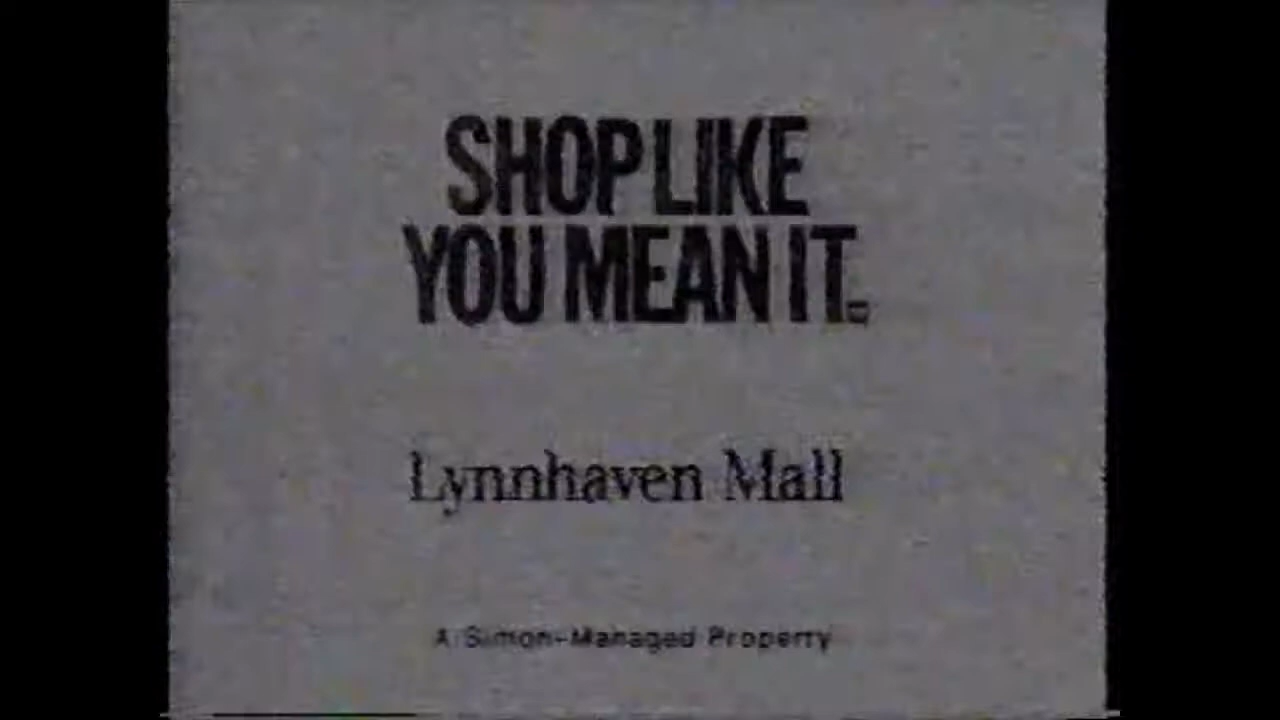 SHOP LIKE
YOU MEAN IT.
Lynnhaven Mall
A Simon-Managed Property